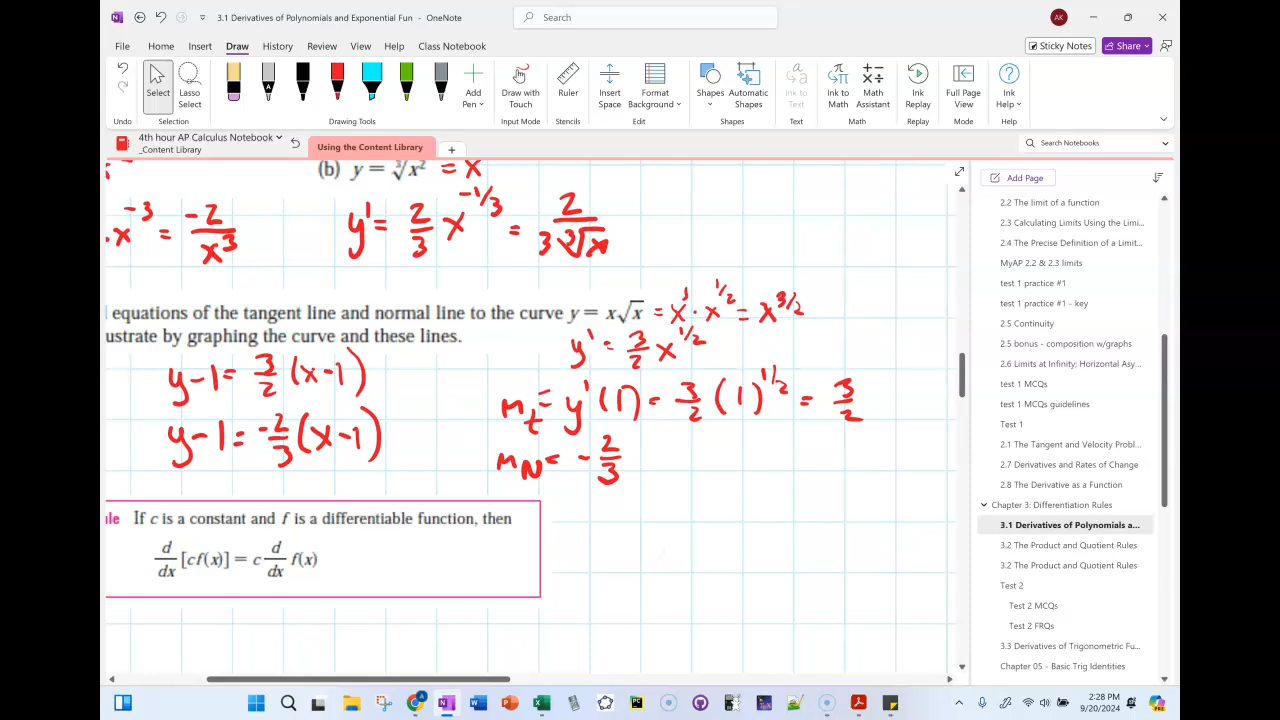 3.1 Derivatives of Polynomials and Exponential Fun - OneNote
Search
AK
File Home Insert Draw History Review View Help Class Notebook
Sticky Notes
Share
Select
Lasso Select
Add Pen
Draw with Touch
Ruler
Insert Space
Format Background
Shapes
Automatic Shapes
Ink to Text
Ink to Math
Math Assistant
Ink Replay
Full Page View
Ink Help
Undo
Selection
Drawing Tools
Input Mode
Stencils
Edit
Shapes
Text
Math
Replay
Mode
Help
4th hour AP Calculus Notebook
_Content Library
Using the Content Library
+
Search Notebooks
(b) y = ∛x² = x
x⁻³ = -2/x³
y' = 2/3 x^(-1/3) = 2/(3∛x)
equations of the tangent line and normal line to the curve y = x√x = x¹ · x^(1/2) = x^(3/2)
ustrate by graphing the curve and these lines.
y' = 3/2 x^(1/2)
y-1 = 3/2 (x-1)
m_t = y'(1) = 3/2 (1)^(1/2) = 3/2
y-1 = -2/3 (x-1)
m_N = -2/3
ule If c is a constant and f is a differentiable function, then
d/dx [cf(x)] = c d/dx f(x)
Add Page
2.2 The limit of a function
2.3 Calculating Limits Using the Limi...
2.4 The Precise Definition of a Limit...
MyAP 2.2 & 2.3 limits
test 1 practice #1
test 1 practice #1 - key
2.5 Continuity
2.5 bonus - composition w/graphs
2.6 Limits at Infinity; Horizontal Asy...
test 1 MCQs
test 1 MCQs guidelines
Test 1
2.1 The Tangent and Velocity Probl...
2.7 Derivatives and Rates of Change
2.8 The Derivative as a Function
Chapter 3: Differentiation Rules
3.1 Derivatives of Polynomials a...
3.2 The Product and Quotient Rules
3.2 The Product and Quotient Rules
Test 2
Test 2 MCQs
Test 2 FRQs
3.3 Derivatives of Trigonometric Fu...
Chapter 05 - Basic Trig Identities
2:28 PM
9/20/2024